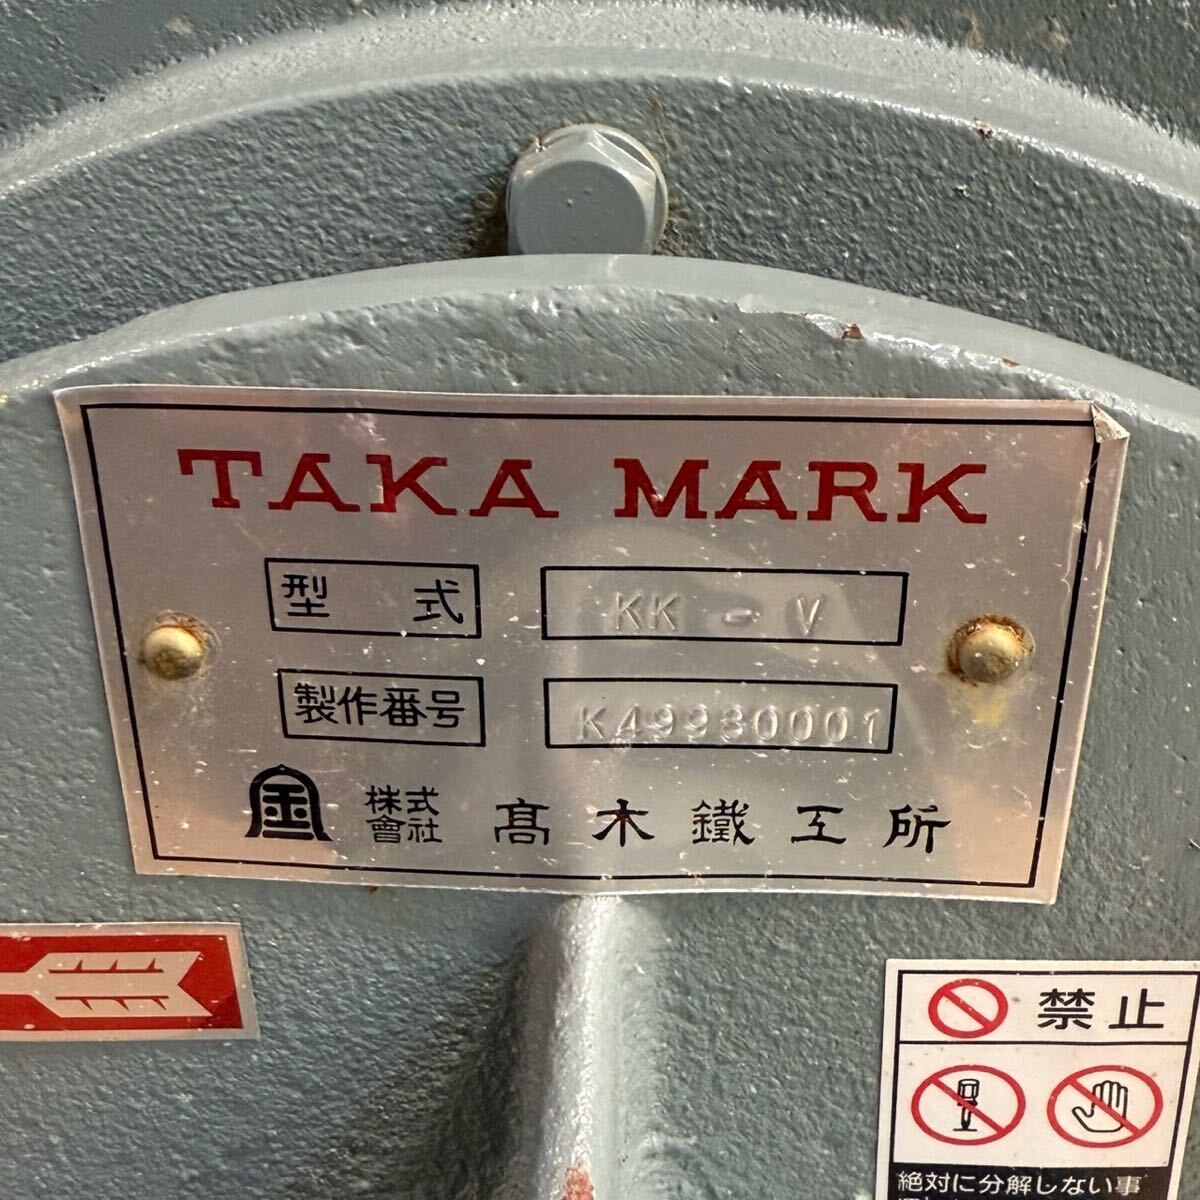 TAKA MARK
型式 KK - V
製作番号 K49980001
株式會社 髙木鐵工所
禁止
絶対に分解しない事